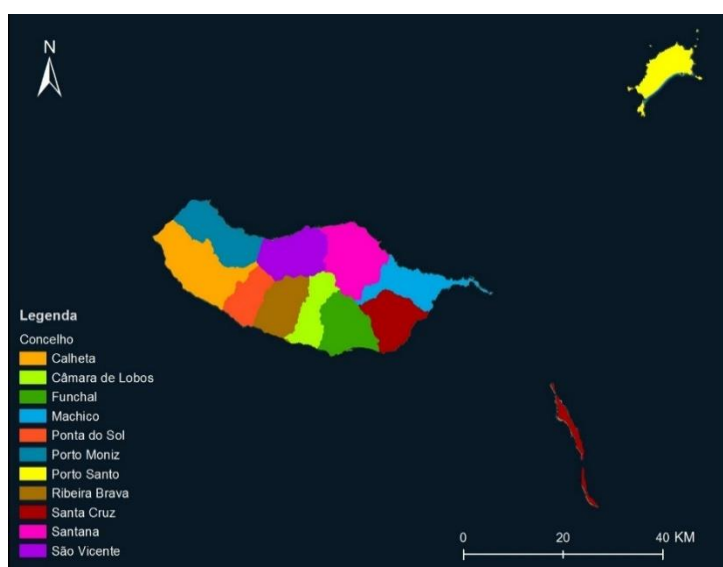 N
Legenda
Concelho
Calheta
Câmara de Lobos
Funchal
Machico
Ponta do Sol
Porto Moniz
Porto Santo
Ribeira Brava
Santa Cruz
Santana
São Vicente
0 20 40 KM